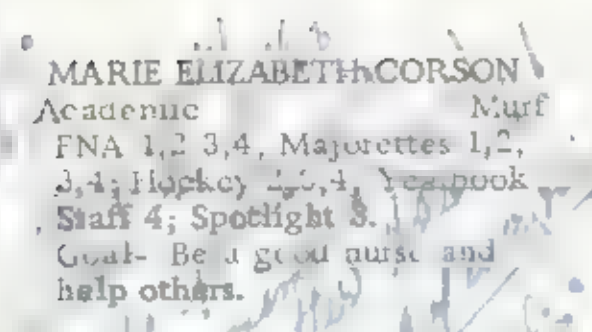 MARIE ELIZABETH CORSON
Academic Murf
FNA 1,2 3,4, Majorettes 1,2,
3,4; Hockey 2,3,4, Yearbook
Staff 4; Spotlight 3.
Goal- Be a good nurse and
help others.